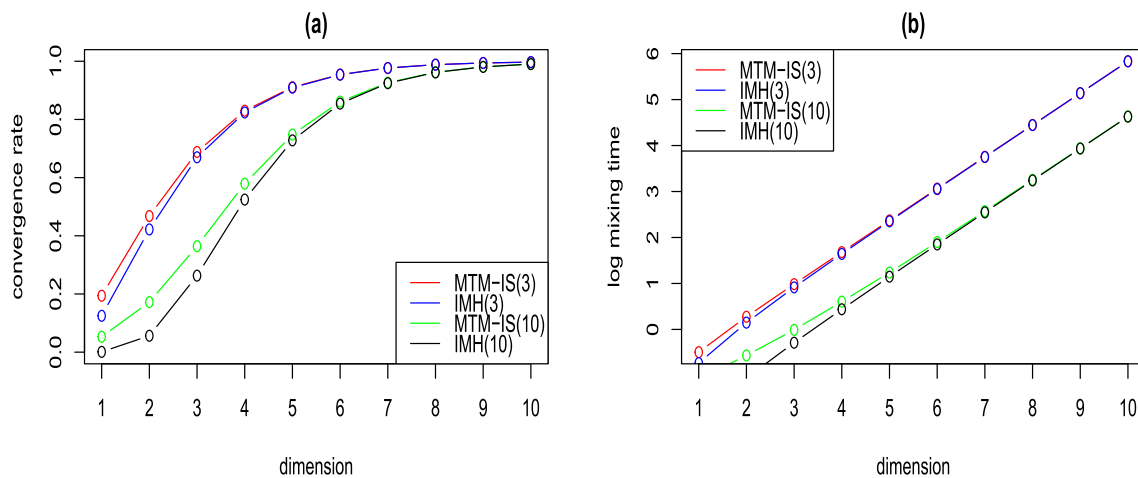 (a)
convergence rate
0.0 0.2 0.4 0.6 0.8 1.0
MTM-IS(3)
IMH(3)
MTM-IS(10)
IMH(10)
1 2 3 4 5 6 7 8 9 10
dimension
(b)
log mixing time
0 1 2 3 4 5 6
MTM-IS(3)
IMH(3)
MTM-IS(10)
IMH(10)
1 2 3 4 5 6 7 8 9 10
dimension